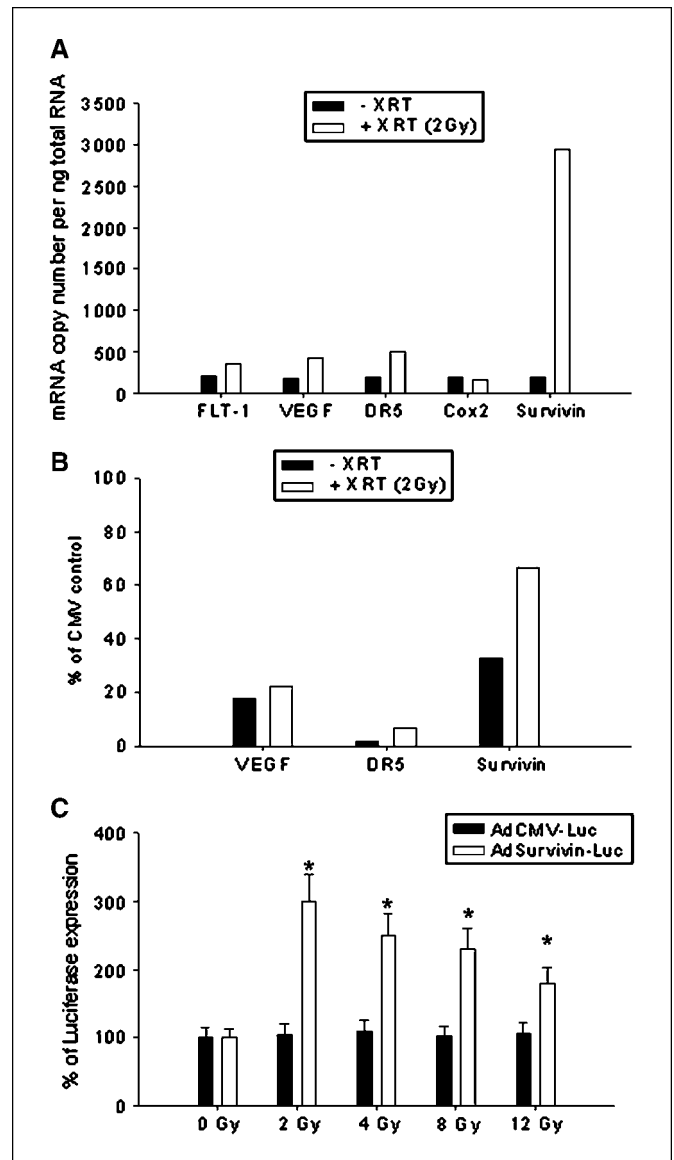 A
mRNA copy number per ng total RNA
- XRT
+ XRT (2Gy)
3500
3000
2500
2000
1500
1000
500
0
FLT-1 VEGF DR5 Cox2 Survivin
B
% of CMV control
- XRT
+ XRT (2Gy)
100
80
60
40
20
0
VEGF DR5 Survivin
C
% of Luciferase expression
AdCMV-Luc
AdSurvivin-Luc
400
300
200
100
0
* * * *
0 Gy 2 Gy 4 Gy 8 Gy 12 Gy